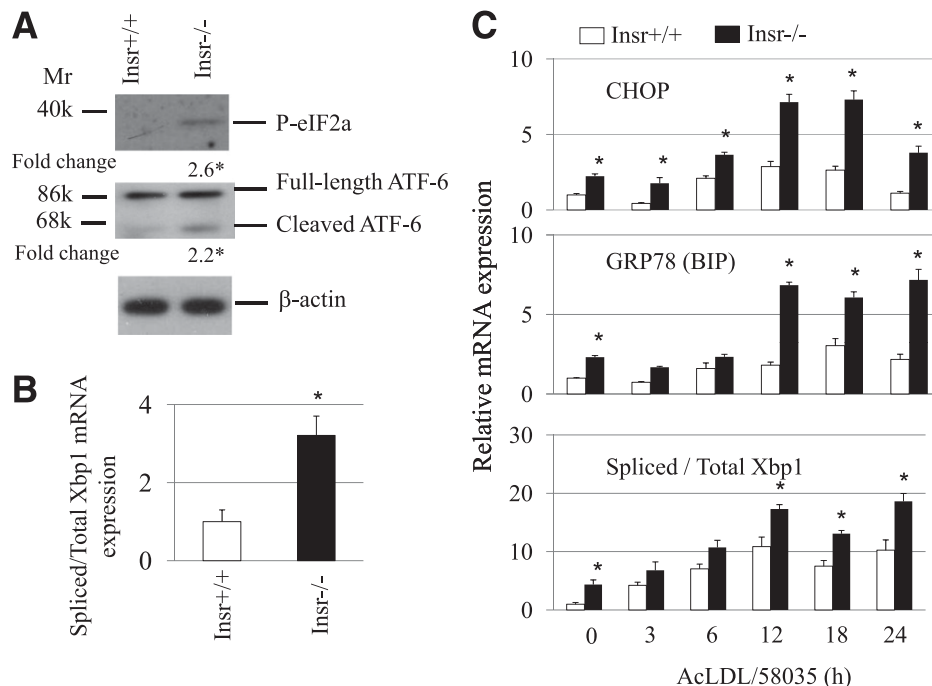 A
Insr+/+
Insr-/-
Mr
40k
P-eIF2a
Fold change
2.6*
86k
Full-length ATF-6
68k
Cleaved ATF-6
Fold change
2.2*
β-actin
B
Spliced/Total Xbp1 mRNA
expression
4
2
0
*
Insr+/+
Insr-/-
C
Insr+/+
Insr-/-
Relative mRNA expression
10
5
0
CHOP
* * * * * *
10
5
0
GRP78 (BIP)
* * * *
30
20
10
0
Spliced / Total Xbp1
* * * *
0 3 6 12 18 24
AcLDL/58035 (h)